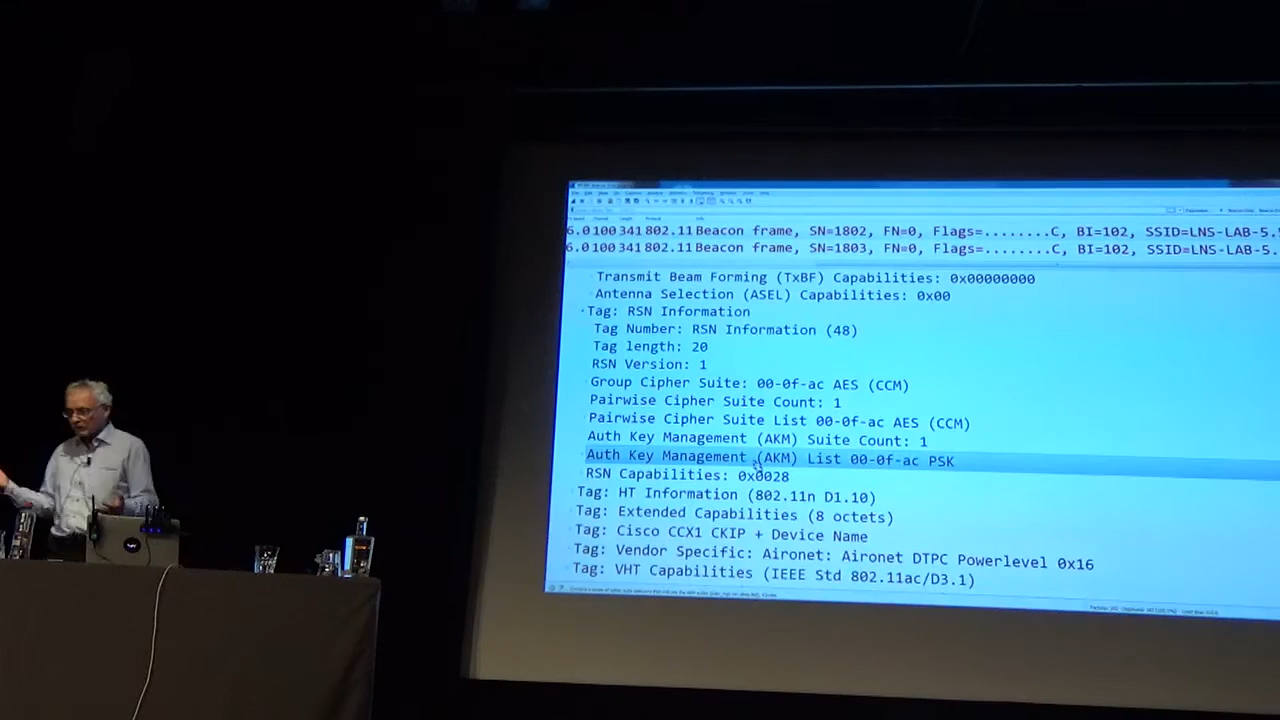 6.0 100 341 802.11 Beacon frame, SN=1802, FN=0, Flags=........C, BI=102, SSID=LNS-LAB-5.
6.0 100 341 802.11 Beacon frame, SN=1803, FN=0, Flags=........C, BI=102, SSID=LNS-LAB-5.
Transmit Beam Forming (TxBF) Capabilities: 0x00000000
Antenna Selection (ASEL) Capabilities: 0x00
Tag: RSN Information
Tag Number: RSN Information (48)
Tag length: 20
RSN Version: 1
Group Cipher Suite: 00-0f-ac AES (CCM)
Pairwise Cipher Suite Count: 1
Pairwise Cipher Suite List 00-0f-ac AES (CCM)
Auth Key Management (AKM) Suite Count: 1
Auth Key Management (AKM) List 00-0f-ac PSK
RSN Capabilities: 0x0028
Tag: HT Information (802.11n D1.10)
Tag: Extended Capabilities (8 octets)
Tag: Cisco CCX1 CKIP + Device Name
Tag: Vendor Specific: Aironet: Aironet DTPC Powerlevel 0x16
Tag: VHT Capabilities (IEEE Std 802.11ac/D3.1)